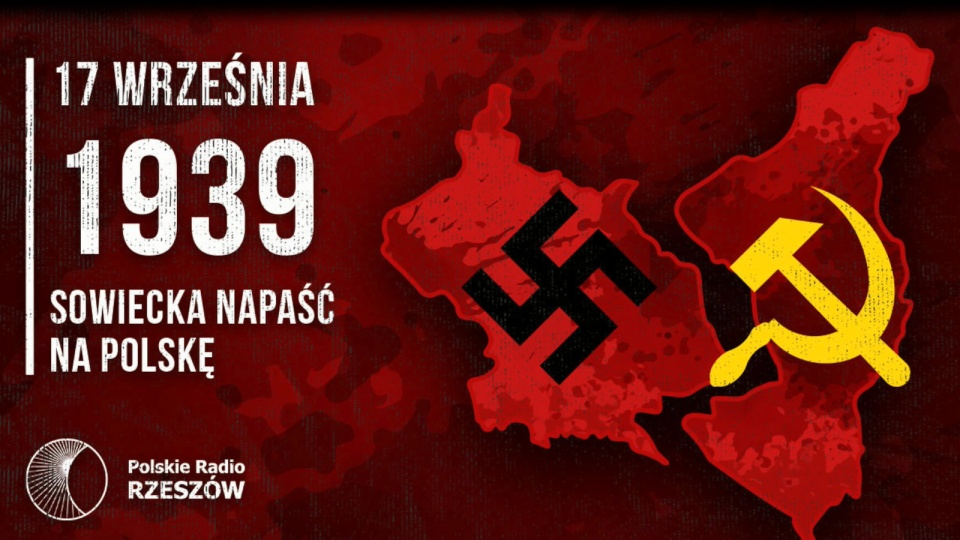 17 WRZEŚNIA
1939
SOWIECKA NAPAŚĆ
NA POLSKĘ
Polskie Radio
RZESZÓW